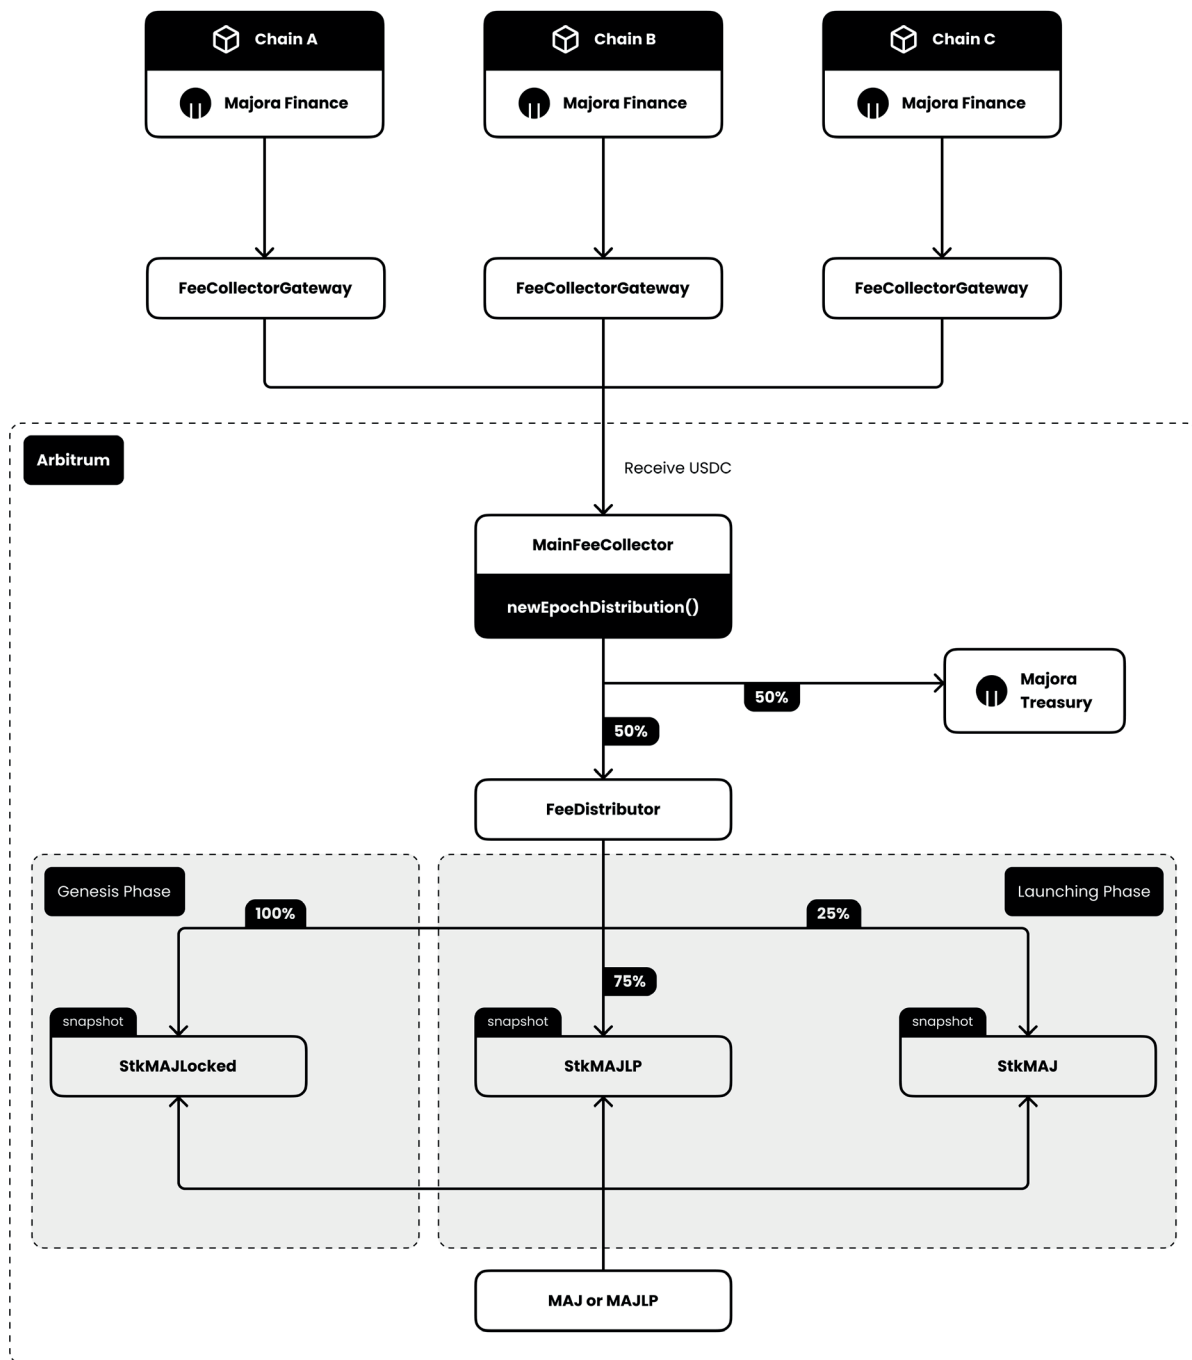 Chain A
Chain B
Chain C
Majora Finance
Majora Finance
Majora Finance
FeeCollectorGateway
FeeCollectorGateway
FeeCollectorGateway
Arbitrum
Receive USDC
MainFeeCollector
newEpochDistribution()
Majora
Treasury
50%
50%
FeeDistributor
Genesis Phase
Launching Phase
100%
25%
75%
snapshot
snapshot
snapshot
StkMAJLocked
StkMAJLP
StkMAJ
MAJ or MAJLP